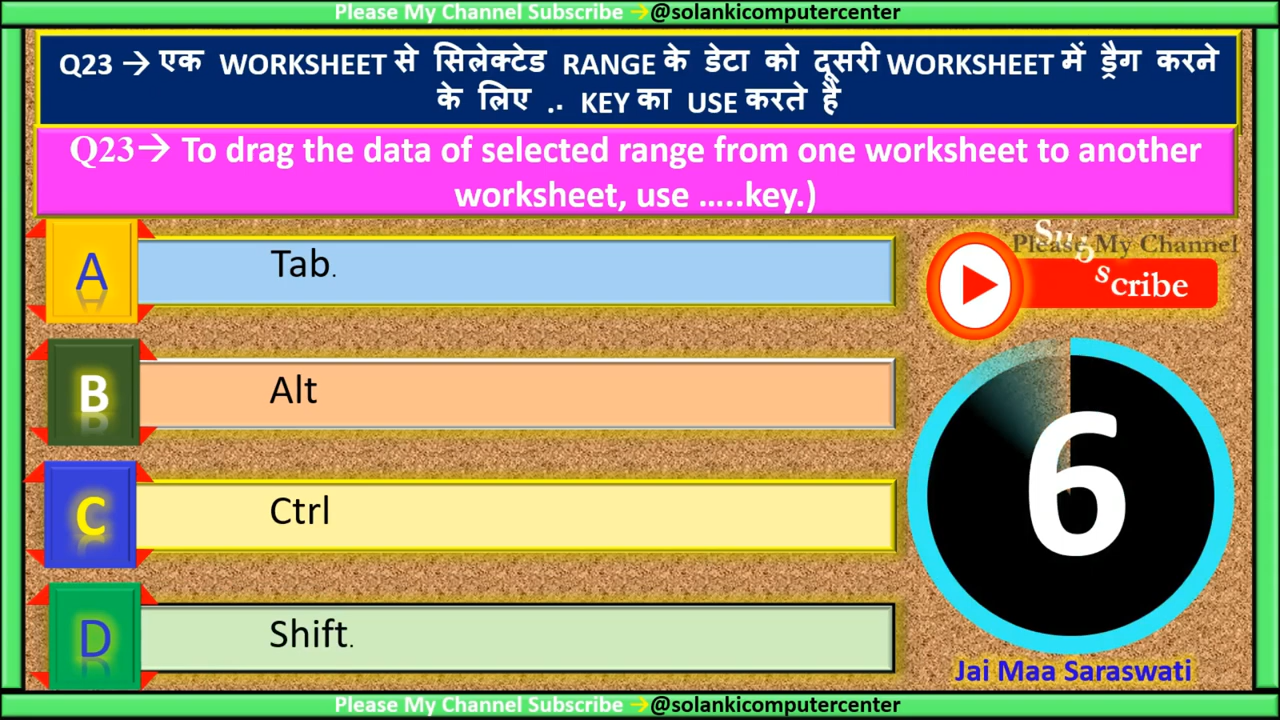 Please My Channel Subscribe →@solankicomputercenter
Q23 → एक WORKSHEET से सिलेक्टेड RANGE के डेटा को दूसरी WORKSHEET में ड्रैग करने
के लिए .. KEY का USE करते हैं
Q23→ To drag the data of selected range from one worksheet to another
worksheet, use .....key.)
A Tab.
Please My Channel
Subscribe
B Alt
6
C Ctrl
D Shift.
Jai Maa Saraswati
Please My Channel Subscribe →@solankicomputercenter